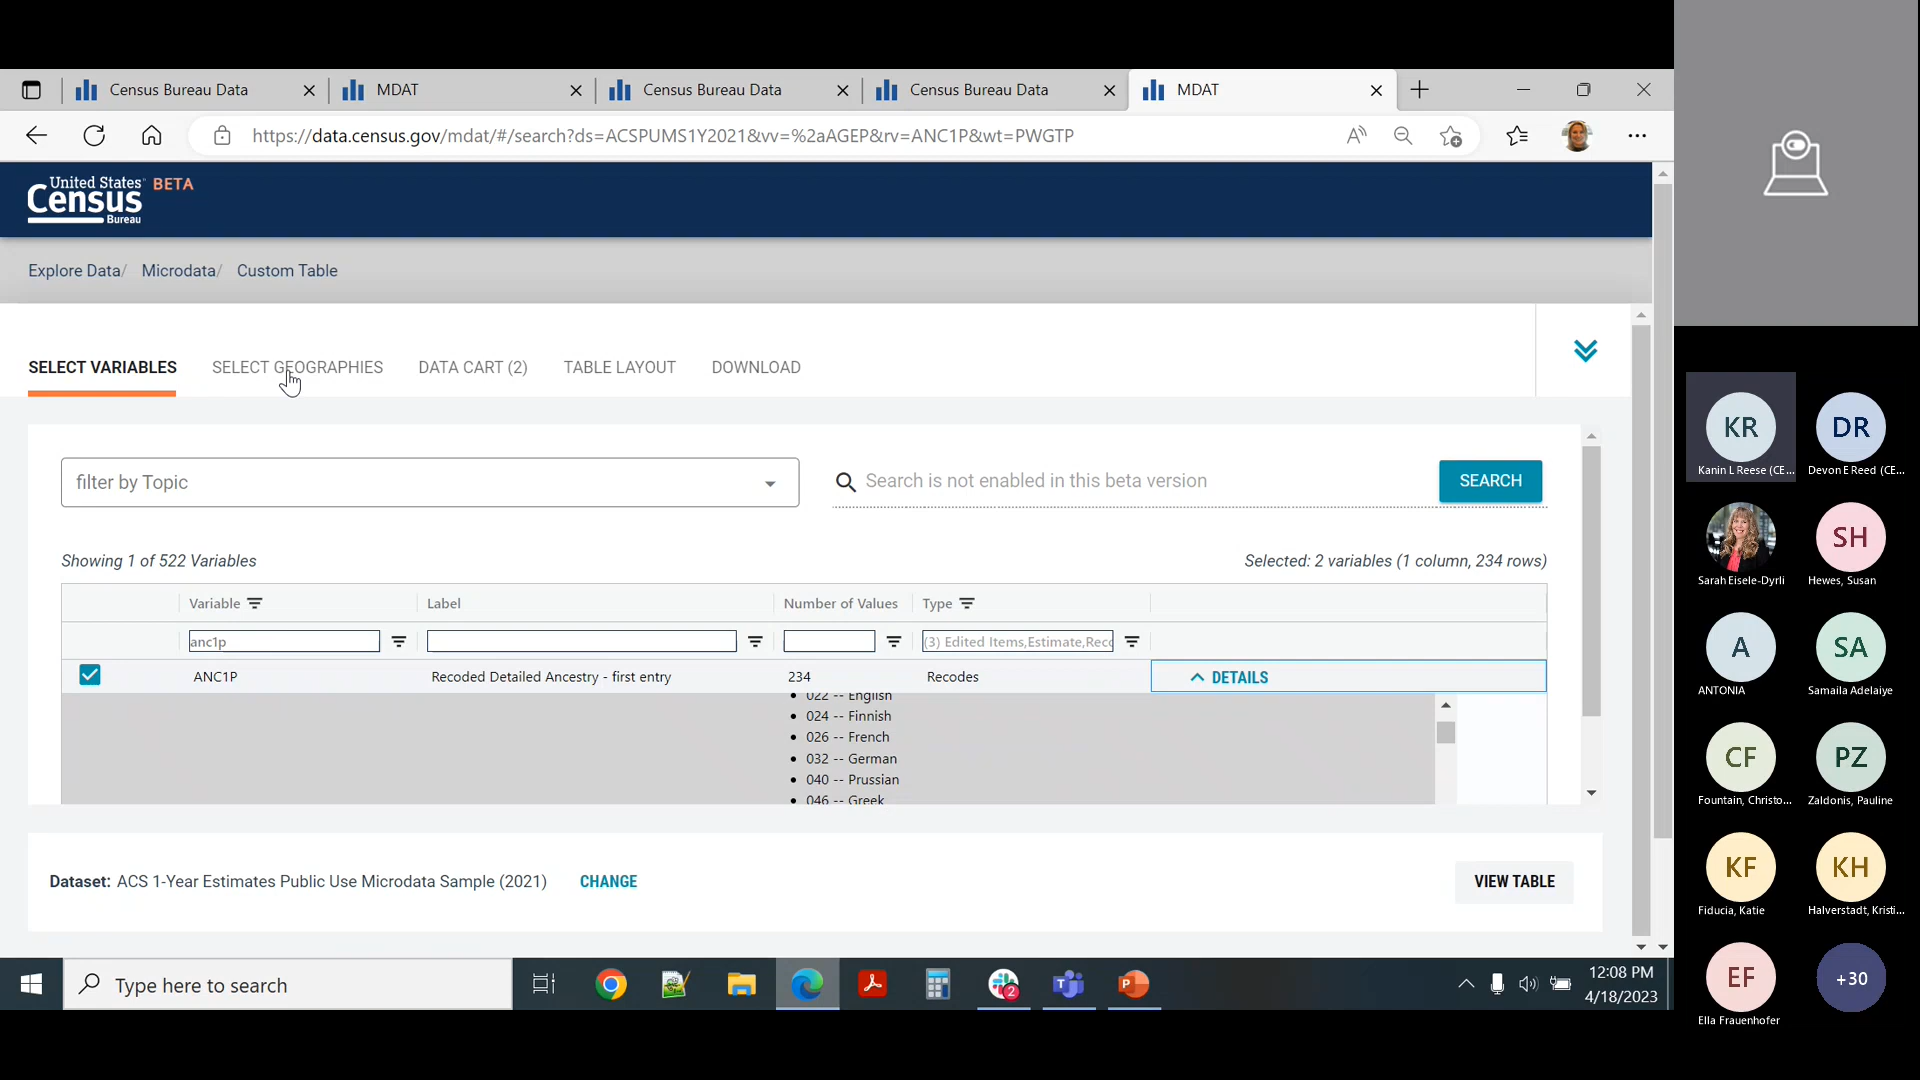 Census Bureau Data
MDAT
Census Bureau Data
Census Bureau Data
MDAT
https://data.census.gov/mdat/#/search?ds=ACSPUMS1Y2021&vv=%2aAGEP&rv=ANC1P&wt=PWGTP
United States
Census
Bureau
BETA
Explore Data/ Microdata/ Custom Table
SELECT VARIABLES
SELECT GEOGRAPHIES
DATA CART (2)
TABLE LAYOUT
DOWNLOAD
filter by Topic
Search is not enabled in this beta version
SEARCH
Showing 1 of 522 Variables
Selected: 2 variables (1 column, 234 rows)
Variable Label Number of Values Type
anc1p
(3) Edited Items,Estimate,Reco
ANC1P Recoded Detailed Ancestry - first entry 234 Recodes DETAILS
• 022 -- English
• 024 -- Finnish
• 026 -- French
• 032 -- German
• 040 -- Prussian
• 046 -- Greek
Dataset: ACS 1-Year Estimates Public Use Microdata Sample (2021) CHANGE
VIEW TABLE
Type here to search
2
12:08 PM
4/18/2023
KR
Kanin L Reese (CE...
DR
Devon E Reed (CE...
Sarah Eisele-Dyrli
SH
Hewes, Susan
A
ANTONIA
SA
Samaila Adelaiye
CF
Fountain, Christo...
PZ
Zaldonis, Pauline
KF
Fiducia, Katie
KH
Halverstadt, Kristi...
EF
Ella Frauenhofer
+30